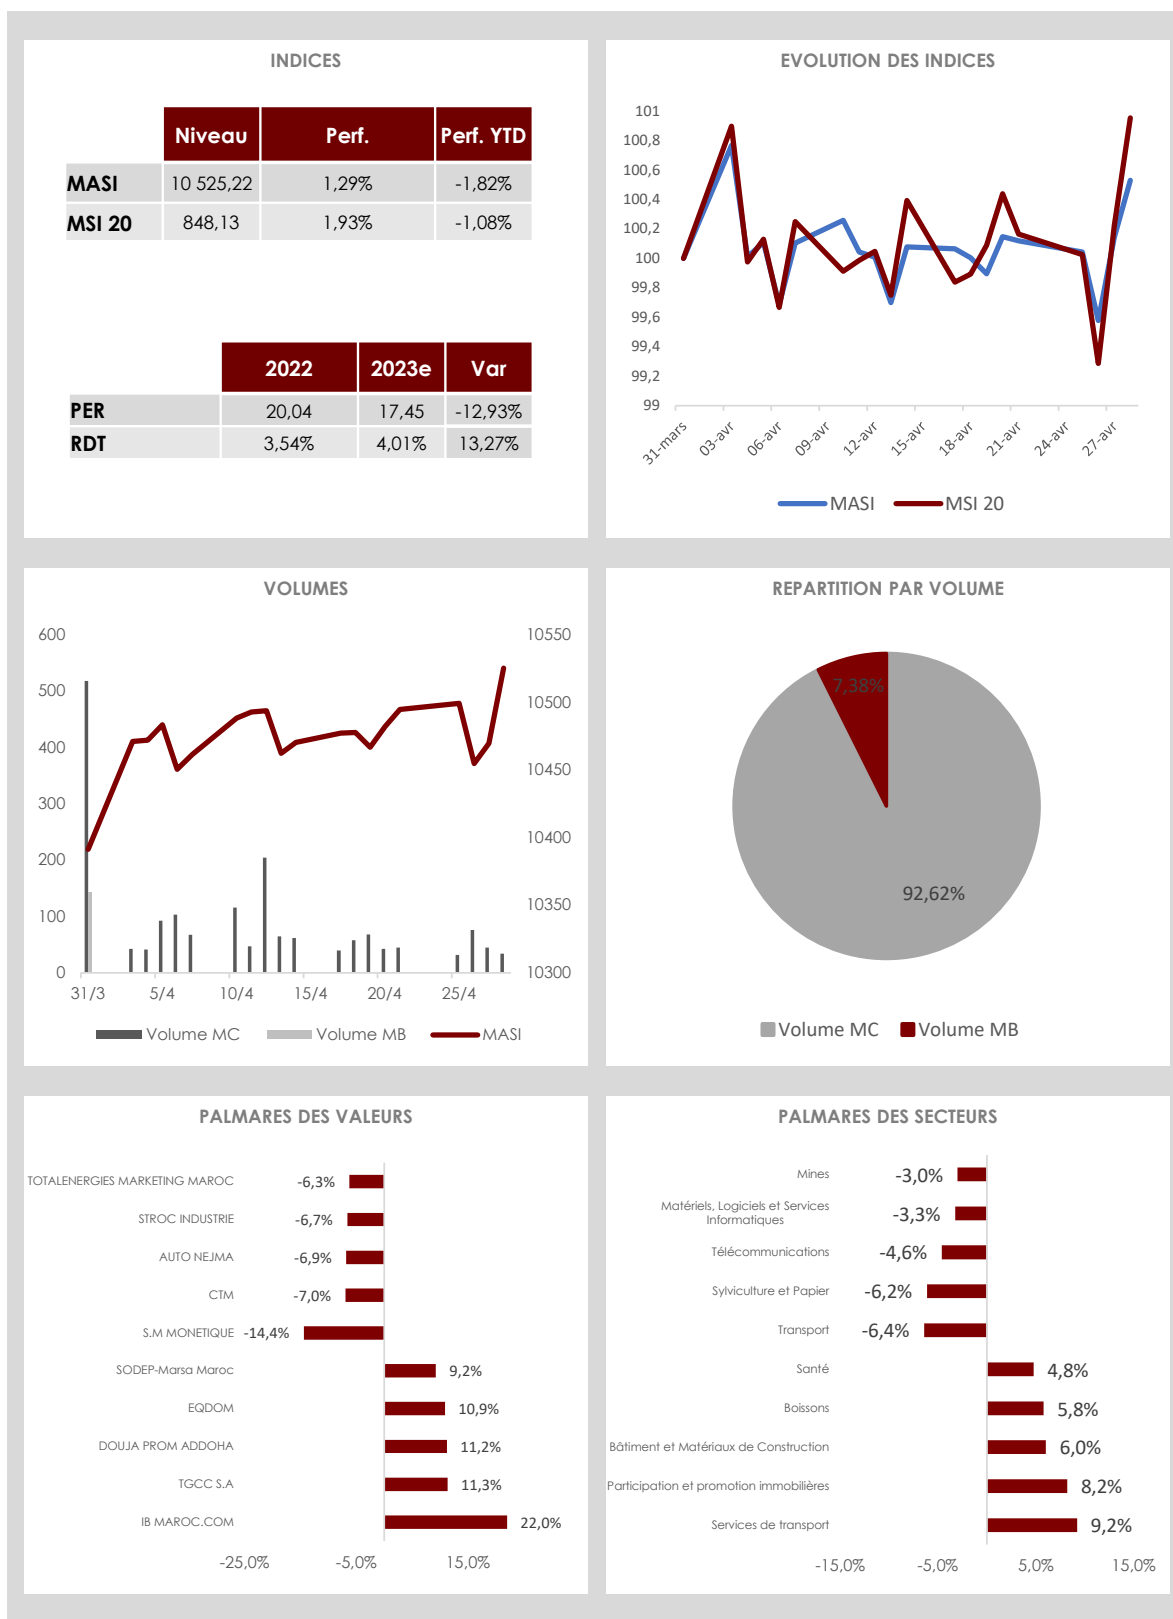 INDICES
Niveau Perf. Perf. YTD
MASI 10 525,22 1,29% -1,82%
MSI 20 848,13 1,93% -1,08%
2022 2023e Var
PER 20,04 17,45 -12,93%
RDT 3,54% 4,01% 13,27%
EVOLUTION DES INDICES
101
100,8
100,6
100,4
100,2
100
99,8
99,6
99,4
99,2
99
31-mars 03-avr 06-avr 09-avr 12-avr 15-avr 18-avr 21-avr 24-avr 27-avr
MASI MSI 20
VOLUMES
600 10550
500 10500
400 10450
300 10400
200 10350
100 10300
0
31/3 5/4 10/4 15/4 20/4 25/4
Volume MC Volume MB MASI
REPARTITION PAR VOLUME
7,38%
92,62%
Volume MC Volume MB
PALMARES DES VALEURS
TOTALENERGIES MARKETING MAROC -6,3%
STROC INDUSTRIE -6,7%
AUTO NEJMA -6,9%
CTM -7,0%
S.M MONETIQUE -14,4%
SODEP-Marsa Maroc 9,2%
EQDOM 10,9%
DOUJA PROM ADDOHA 11,2%
TGCC S.A 11,3%
IB MAROC.COM 22,0%
-25,0% -5,0% 15,0%
PALMARES DES SECTEURS
Mines -3,0%
Matériels, Logiciels et Services
Informatiques -3,3%
Télécommunications -4,6%
Sylviculture et Papier -6,2%
Transport -6,4%
Santé 4,8%
Boissons 5,8%
Bâtiment et Matériaux de Construction 6,0%
Participation et promotion immobilières 8,2%
Services de transport 9,2%
-15,0% -5,0% 5,0% 15,0%